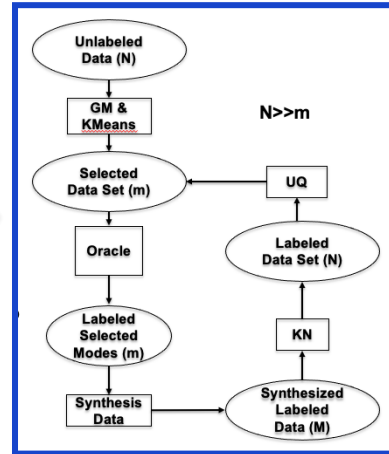 Unlabeled
Data (N)
GM &
KMeans
N>>m
Selected
Data Set (m)
UQ
Oracle
Labeled
Data Set (N)
Labeled
Selected
Modes (m)
KN
Synthesis
Data
Synthesized
Labeled
Data (M)